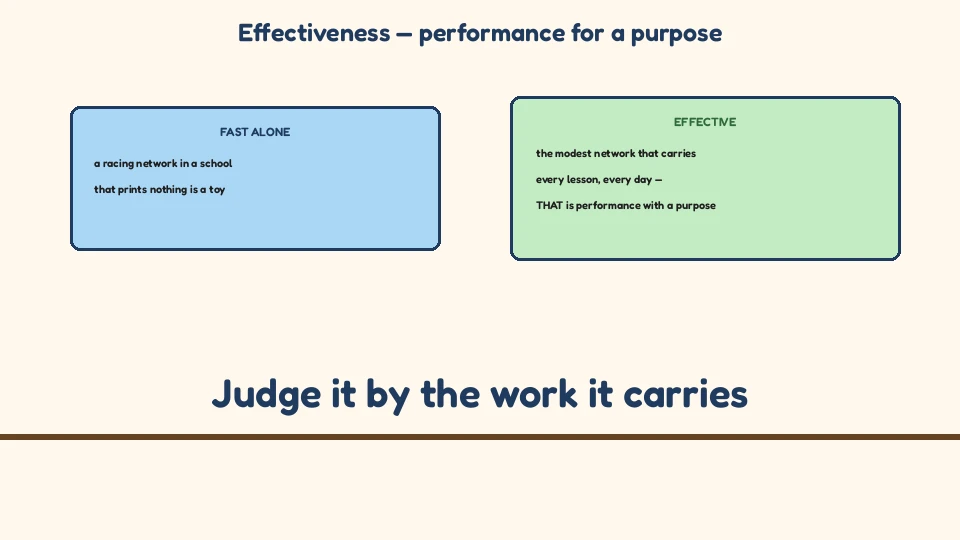 Effectiveness — performance for a purpose
FAST ALONE
a racing network in a school
that prints nothing is a toy
EFFECTIVE
the modest network that carries
every lesson, every day —
THAT is performance with a purpose
Judge it by the work it carries